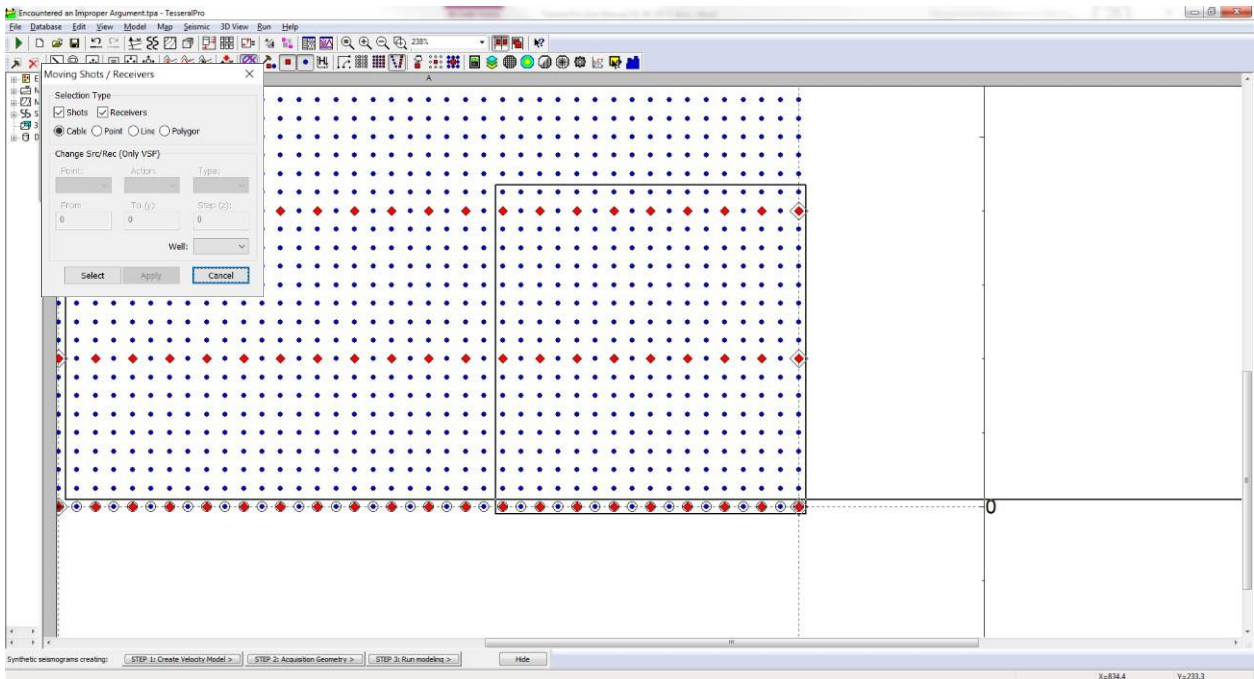 Encountered an Improper Argument.tpa - TesseralPro
File Database Edit View Model Map Seismic 3D View Run Help
238%
A
Moving Shots / Receivers
Selection Type
Shots Receivers
Cable Point Line Polygor
Change Src/Rec (Only VSP)
Point: Action: Type:
From To (y): Step (z):
0 0 0
Well:
Select Apply Cancel
0
Synthetic seismograms creating: STEP 1: Create Velocity Model > STEP 2: Acquisition Geometry > STEP 3: Run modeling > Hide
X=834.4 Y=233.3